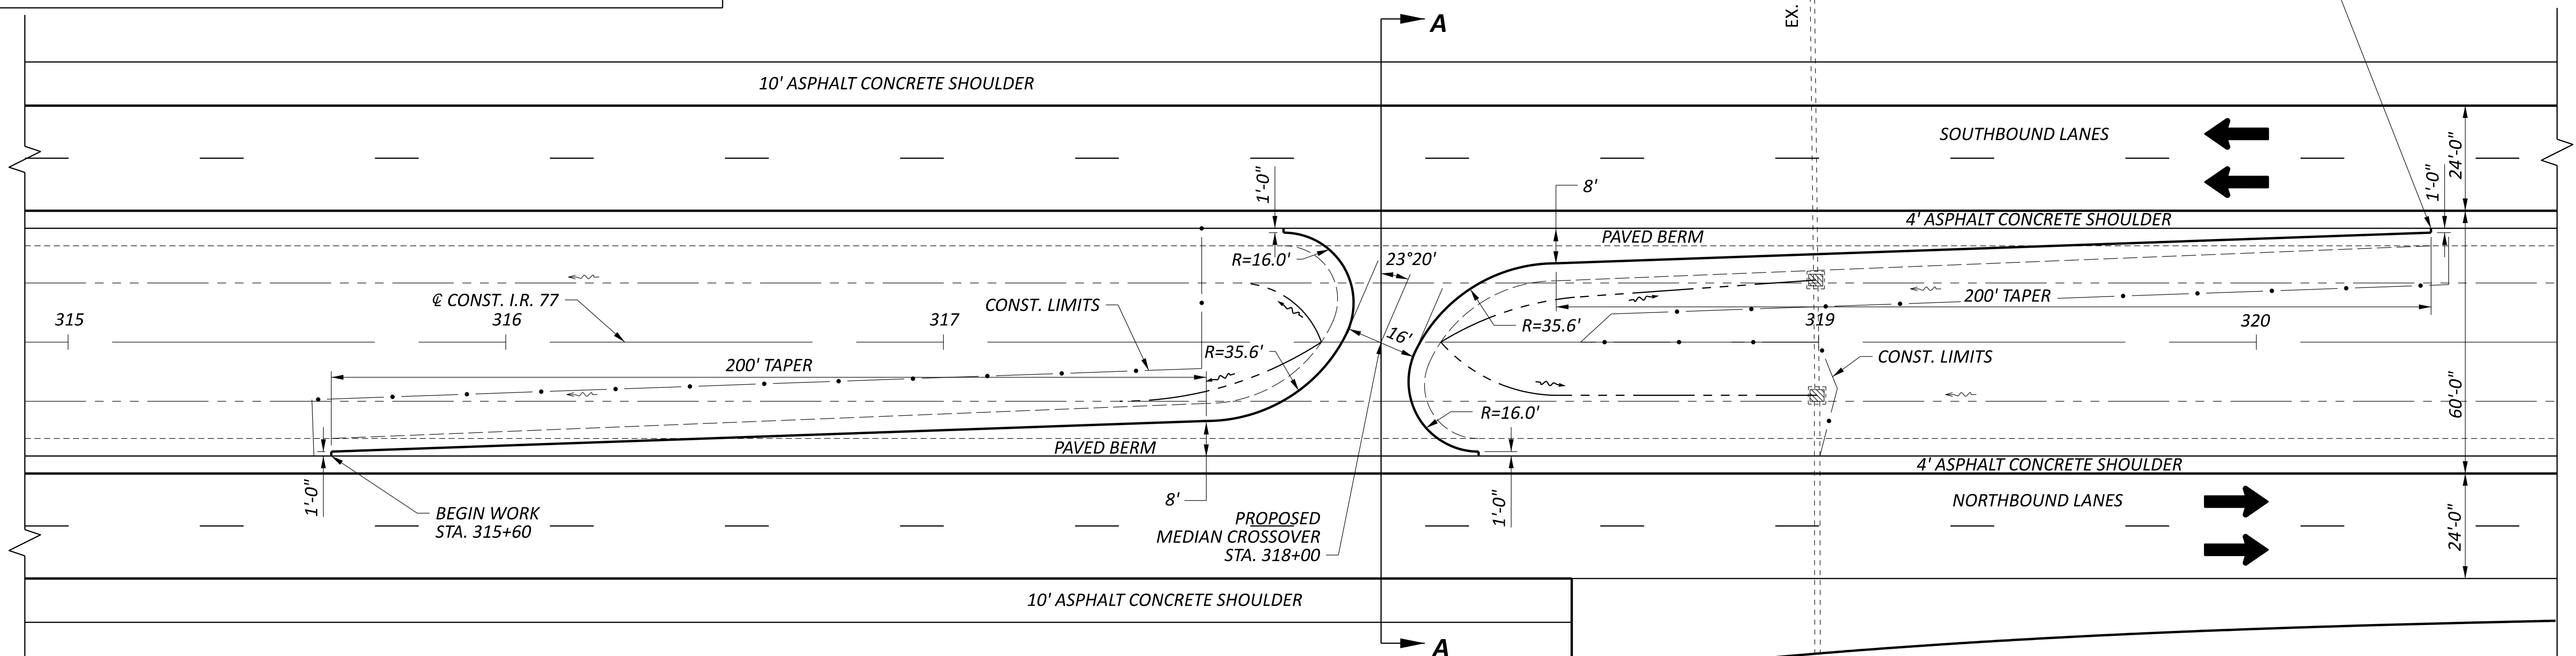 A
EX.
10' ASPHALT CONCRETE SHOULDER
SOUTHBOUND LANES
24'-0"
1'-0"
8'
1'-0"
4' ASPHALT CONCRETE SHOULDER
PAVED BERM
R=16.0'
23°20'
℄ CONST. I.R. 77
CONST. LIMITS
200' TAPER
315
316
317
16'
R=35.6'
319
320
R=35.6'
CONST. LIMITS
200' TAPER
60'-0"
R=16.0'
PAVED BERM
4' ASPHALT CONCRETE SHOULDER
1'-0"
8'
1'-0"
BEGIN WORK
STA. 315+60
PROPOSED
MEDIAN CROSSOVER
STA. 318+00
NORTHBOUND LANES
24'-0"
10' ASPHALT CONCRETE SHOULDER
A